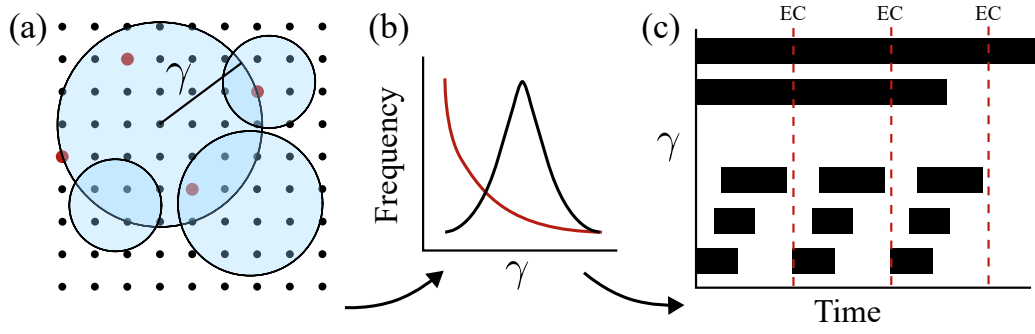 (a)
γ
(b)
Frequency
γ
(c)
EC EC EC
γ
Time